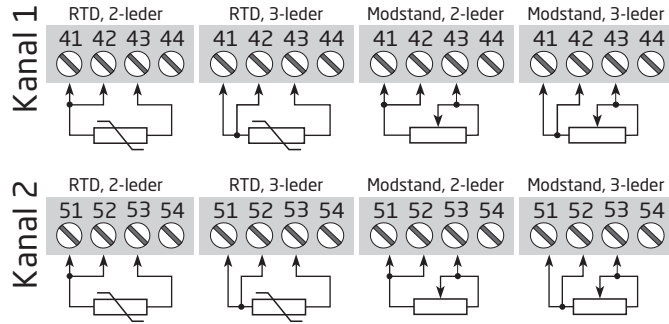 Kanal 1
RTD, 2-leder RTD, 3-leder Modstand, 2-leder Modstand, 3-leder
41 42 43 44 41 42 43 44 41 42 43 44 41 42 43 44
Kanal 2
RTD, 2-leder RTD, 3-leder Modstand, 2-leder Modstand, 3-leder
51 52 53 54 51 52 53 54 51 52 53 54 51 52 53 54